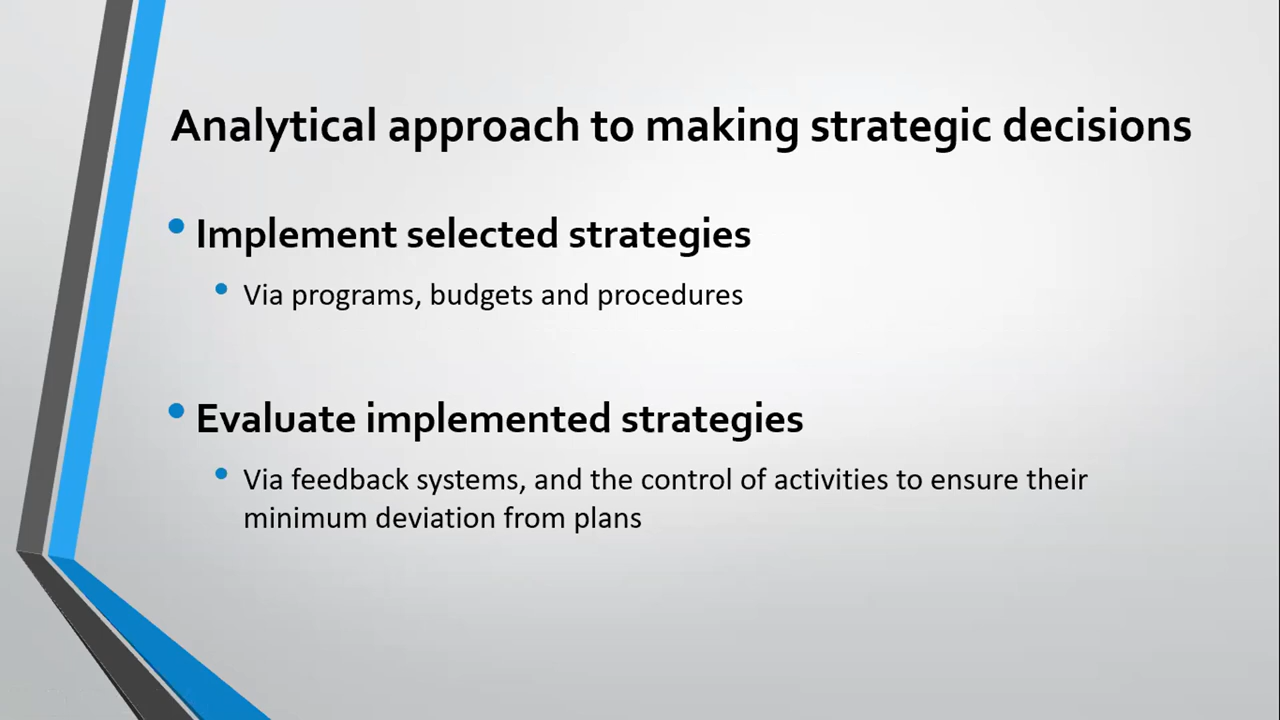 Analytical approach to making strategic decisions
• Implement selected strategies
• Via programs, budgets and procedures
• Evaluate implemented strategies
• Via feedback systems, and the control of activities to ensure their
minimum deviation from plans